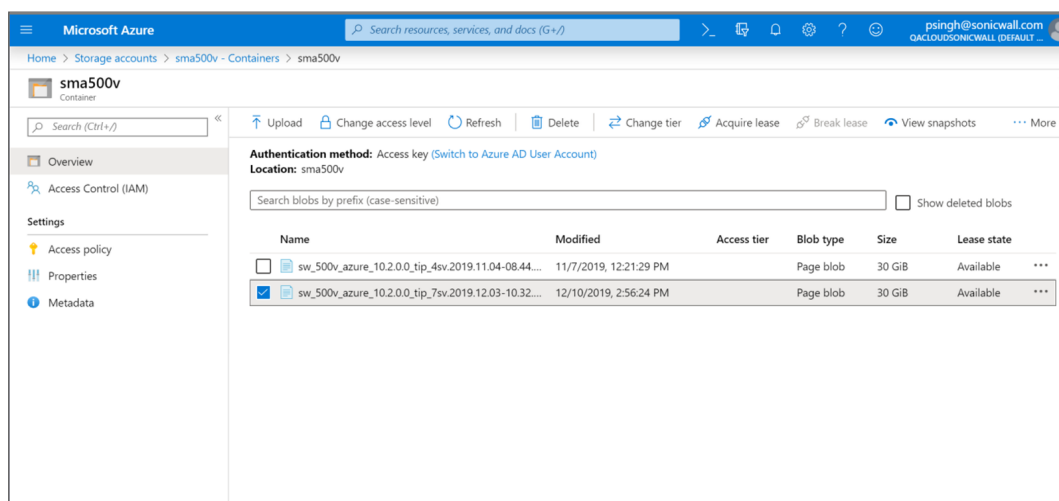 Microsoft Azure
Search resources, services, and docs (G+/)
psingh@sonicwall.com
QACLOUDSONICWALL (DEFAULT ...
Home > Storage accounts > sma500v - Containers > sma500v
sma500v
Container
Search (Ctrl+/)
Overview
Access Control (IAM)
Settings
Access policy
Properties
Metadata
Upload Change access level Refresh Delete Change tier Acquire lease Break lease View snapshots ... More
Authentication method: Access key (Switch to Azure AD User Account)
Location: sma500v
Search blobs by prefix (case-sensitive)
Show deleted blobs
Name Modified Access tier Blob type Size Lease state
sw_500v_azure_10.2.0.0_tip_4sv.2019.11.04-08.44.... 11/7/2019, 12:21:29 PM Page blob 30 GiB Available ...
sw_500v_azure_10.2.0.0_tip_7sv.2019.12.03-10.32.... 12/10/2019, 2:56:24 PM Page blob 30 GiB Available ...